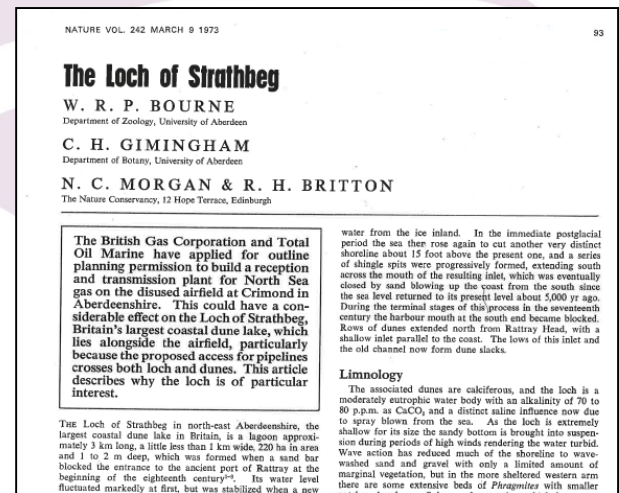 NATURE VOL. 242 MARCH 9 1973
93
The Loch of Strathbeg
W. R. P. BOURNE
Department of Zoology, University of Aberdeen
C. H. GIMINGHAM
Department of Botany, University of Aberdeen
N. C. MORGAN & R. H. BRITTON
The Nature Conservancy, 12 Hope Terrace, Edinburgh
The British Gas Corporation and Total
Oil Marine have applied for outline
planning permission to build a reception
and transmission plant for North Sea
gas on the disused airfield at Crimond in
Aberdeenshire. This could have a con-
siderable effect on the Loch of Strathbeg,
Britain's largest coastal dune lake, which
lies alongside the airfield, particularly
because the proposed access for pipelines
crosses both loch and dunes. This article
describes why the loch is of particular
interest.
THE Loch of Strathbeg in north-east Aberdeenshire, the
largest coastal dune lake in Britain, is a lagoon approxi-
mately 3 km long, a little less than 1 km wide, 220 ha in area
and 1 to 2 m deep, which was formed when a sand bar
blocked the entrance to the ancient port of Rattray at the
beginning of the eighteenth century Its water level
fluctuated markedly at first, but was stabilized when a new
water from the ice inland. In the immediate postglacial
period the sea then rose again to cut another very distinct
shoreline about 15 foot above the present one, and a series
of shingle spits were progressively formed, extending south
across the mouth of the resulting inlet, which was eventually
closed by sand blowing up the coast from the south since
the sea level returned to its present level about 5,000 yr ago.
During the terminal stages of this process in the seventeenth
century the harbour mouth at the south end became blocked.
Rows of dunes extended north from Rattray Head, with a
shallow inlet parallel to the coast. The lows of this inlet and
the old channel now form dune slacks.
Limnology
The associated dunes are calciferous, and the loch is a
moderately eutrophic water body with an alkalinity of 70 to
80 p.p.m. as CaCO₃ and a distinct saline influence now due
to spray blown from the sea. As the loch is extremely
shallow for its size the sandy bottom is brought into suspen-
sion during periods of high winds rendering the water turbid.
Wave action has reduced much of the shoreline to wave-
washed sand and gravel with only a limited amount of
marginal vegetation, but in the more sheltered western arm
there are some extensive beds of Phragmites with smaller